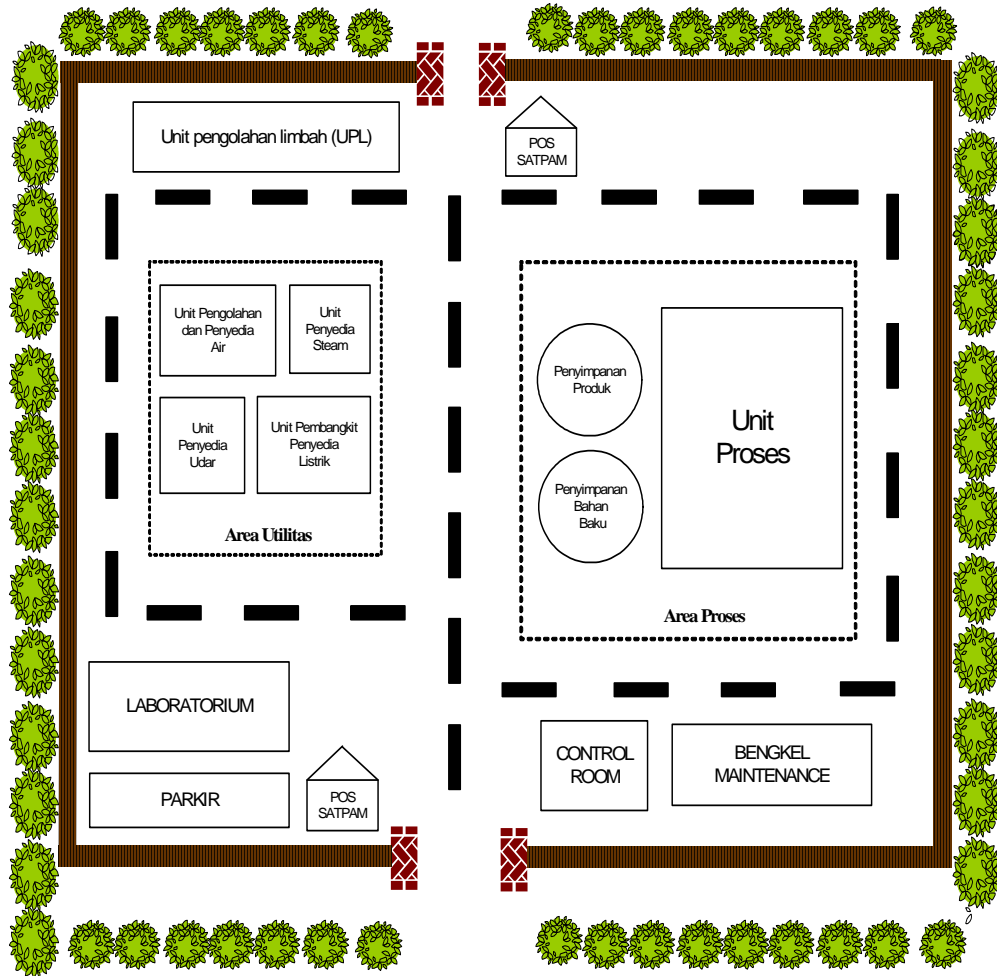 Unit pengolahan limbah (UPL)
POS
SATPAM
Unit Pengolahan
dan Penyedia
Air
Unit
Penyedia
Steam
Unit
Penyedia
Udar
Unit Pembangkit
Penyedia
Listrik
Area Utilitas
Penyimpanan
Produk
Penyimpanan
Bahan
Baku
Unit
Proses
Area Proses
LABORATORIUM
PARKIR
POS
SATPAM
CONTROL
ROOM
BENGKEL
MAINTENANCE